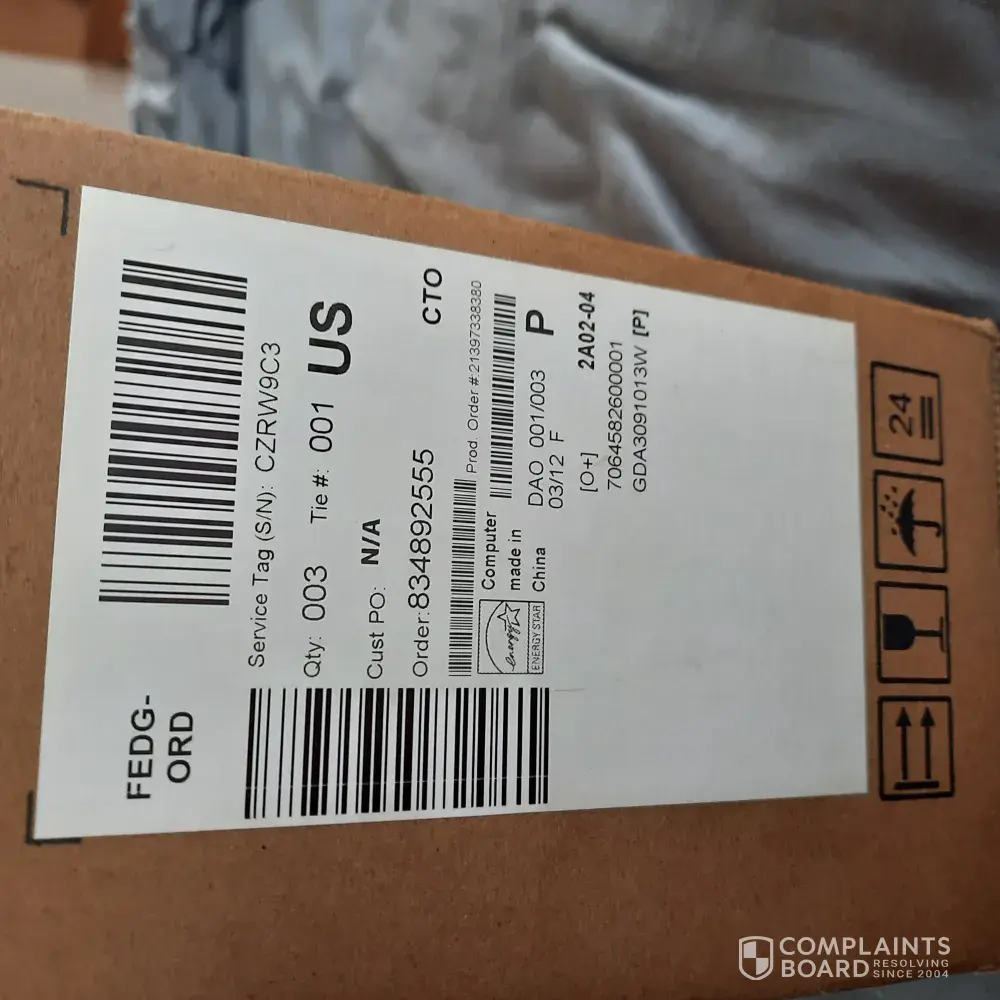 FEDG-
ORD
Service Tag (S/N): CZRW9C3
Qty: 003 Tie #: 001 US
Cust PO: N/A
CTO
Order:834892555
Prod. Order #:21397338380
energy
ENERGY STAR
Computer
made in
China
DAO 001/003 P
03/12 F
[O+] 2A02-04
7064582600001
GDA3091013W [P]
24
COMPLAINTS
BOARD RESOLVING
SINCE 2004